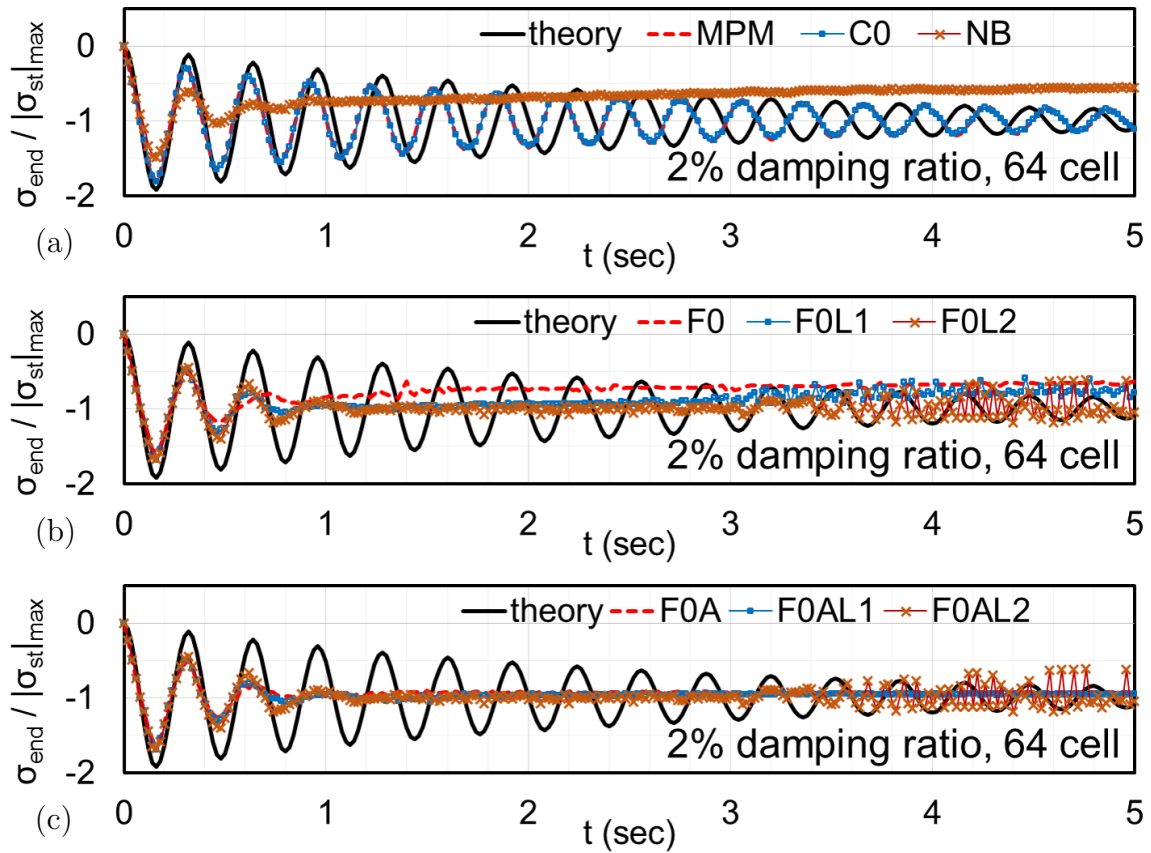 theory MPM C0 NB
0
-1
-2
σend / |σst|max
2% damping ratio, 64 cell
0 1 2 3 4 5
t (sec)
(a)
theory F0 F0L1 F0L2
0
-1
-2
σend / |σst|max
2% damping ratio, 64 cell
0 1 2 3 4 5
t (sec)
(b)
theory F0A F0AL1 F0AL2
0
-1
-2
σend / |σst|max
2% damping ratio, 64 cell
0 1 2 3 4 5
t (sec)
(c)